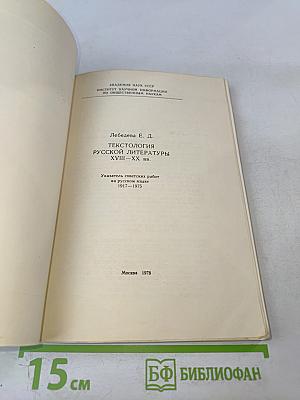 АКАДЕМИЯ НАУК СССР
ИНСТИТУТ НАУЧНОЙ ИНФОРМАЦИИ
ПО ОБЩЕСТВЕННЫМ НАУКАМ
Лебедева Е. Д.
ТЕКСТОЛОГИЯ
РУССКОЙ ЛИТЕРАТУРЫ
XVIII—XX вв.
Указатель советских работ
на русском языке
1917—1975
Москва 1978
15 см
БФ БИБЛИОФАН